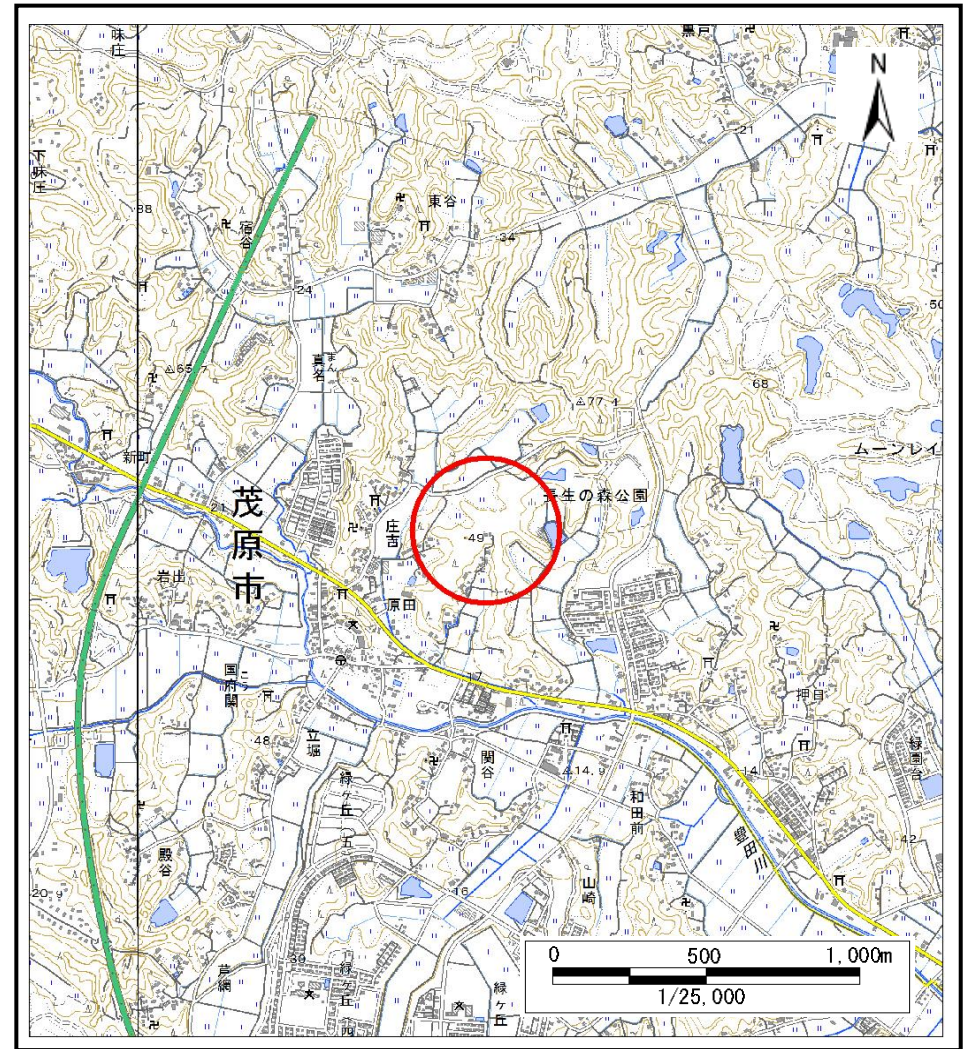 味庄
黒戸
N
下味庄
21
88
東谷
宿谷
34
24
50
真名
まんな
65.7
68
77.4
ムーンレイ
新町
長生の森公園
茂原市
21
庄吉
49
岩出
原田
国府関
こう
17
押日
48
立堀
関谷
緑園台
14
14.9
緑ヶ丘五
和田前
豊田川
殿谷
42
20.9
16
山崎
0 500 1,000m
1/25,000
30
芦網
緑ヶ丘四
緑ヶ丘